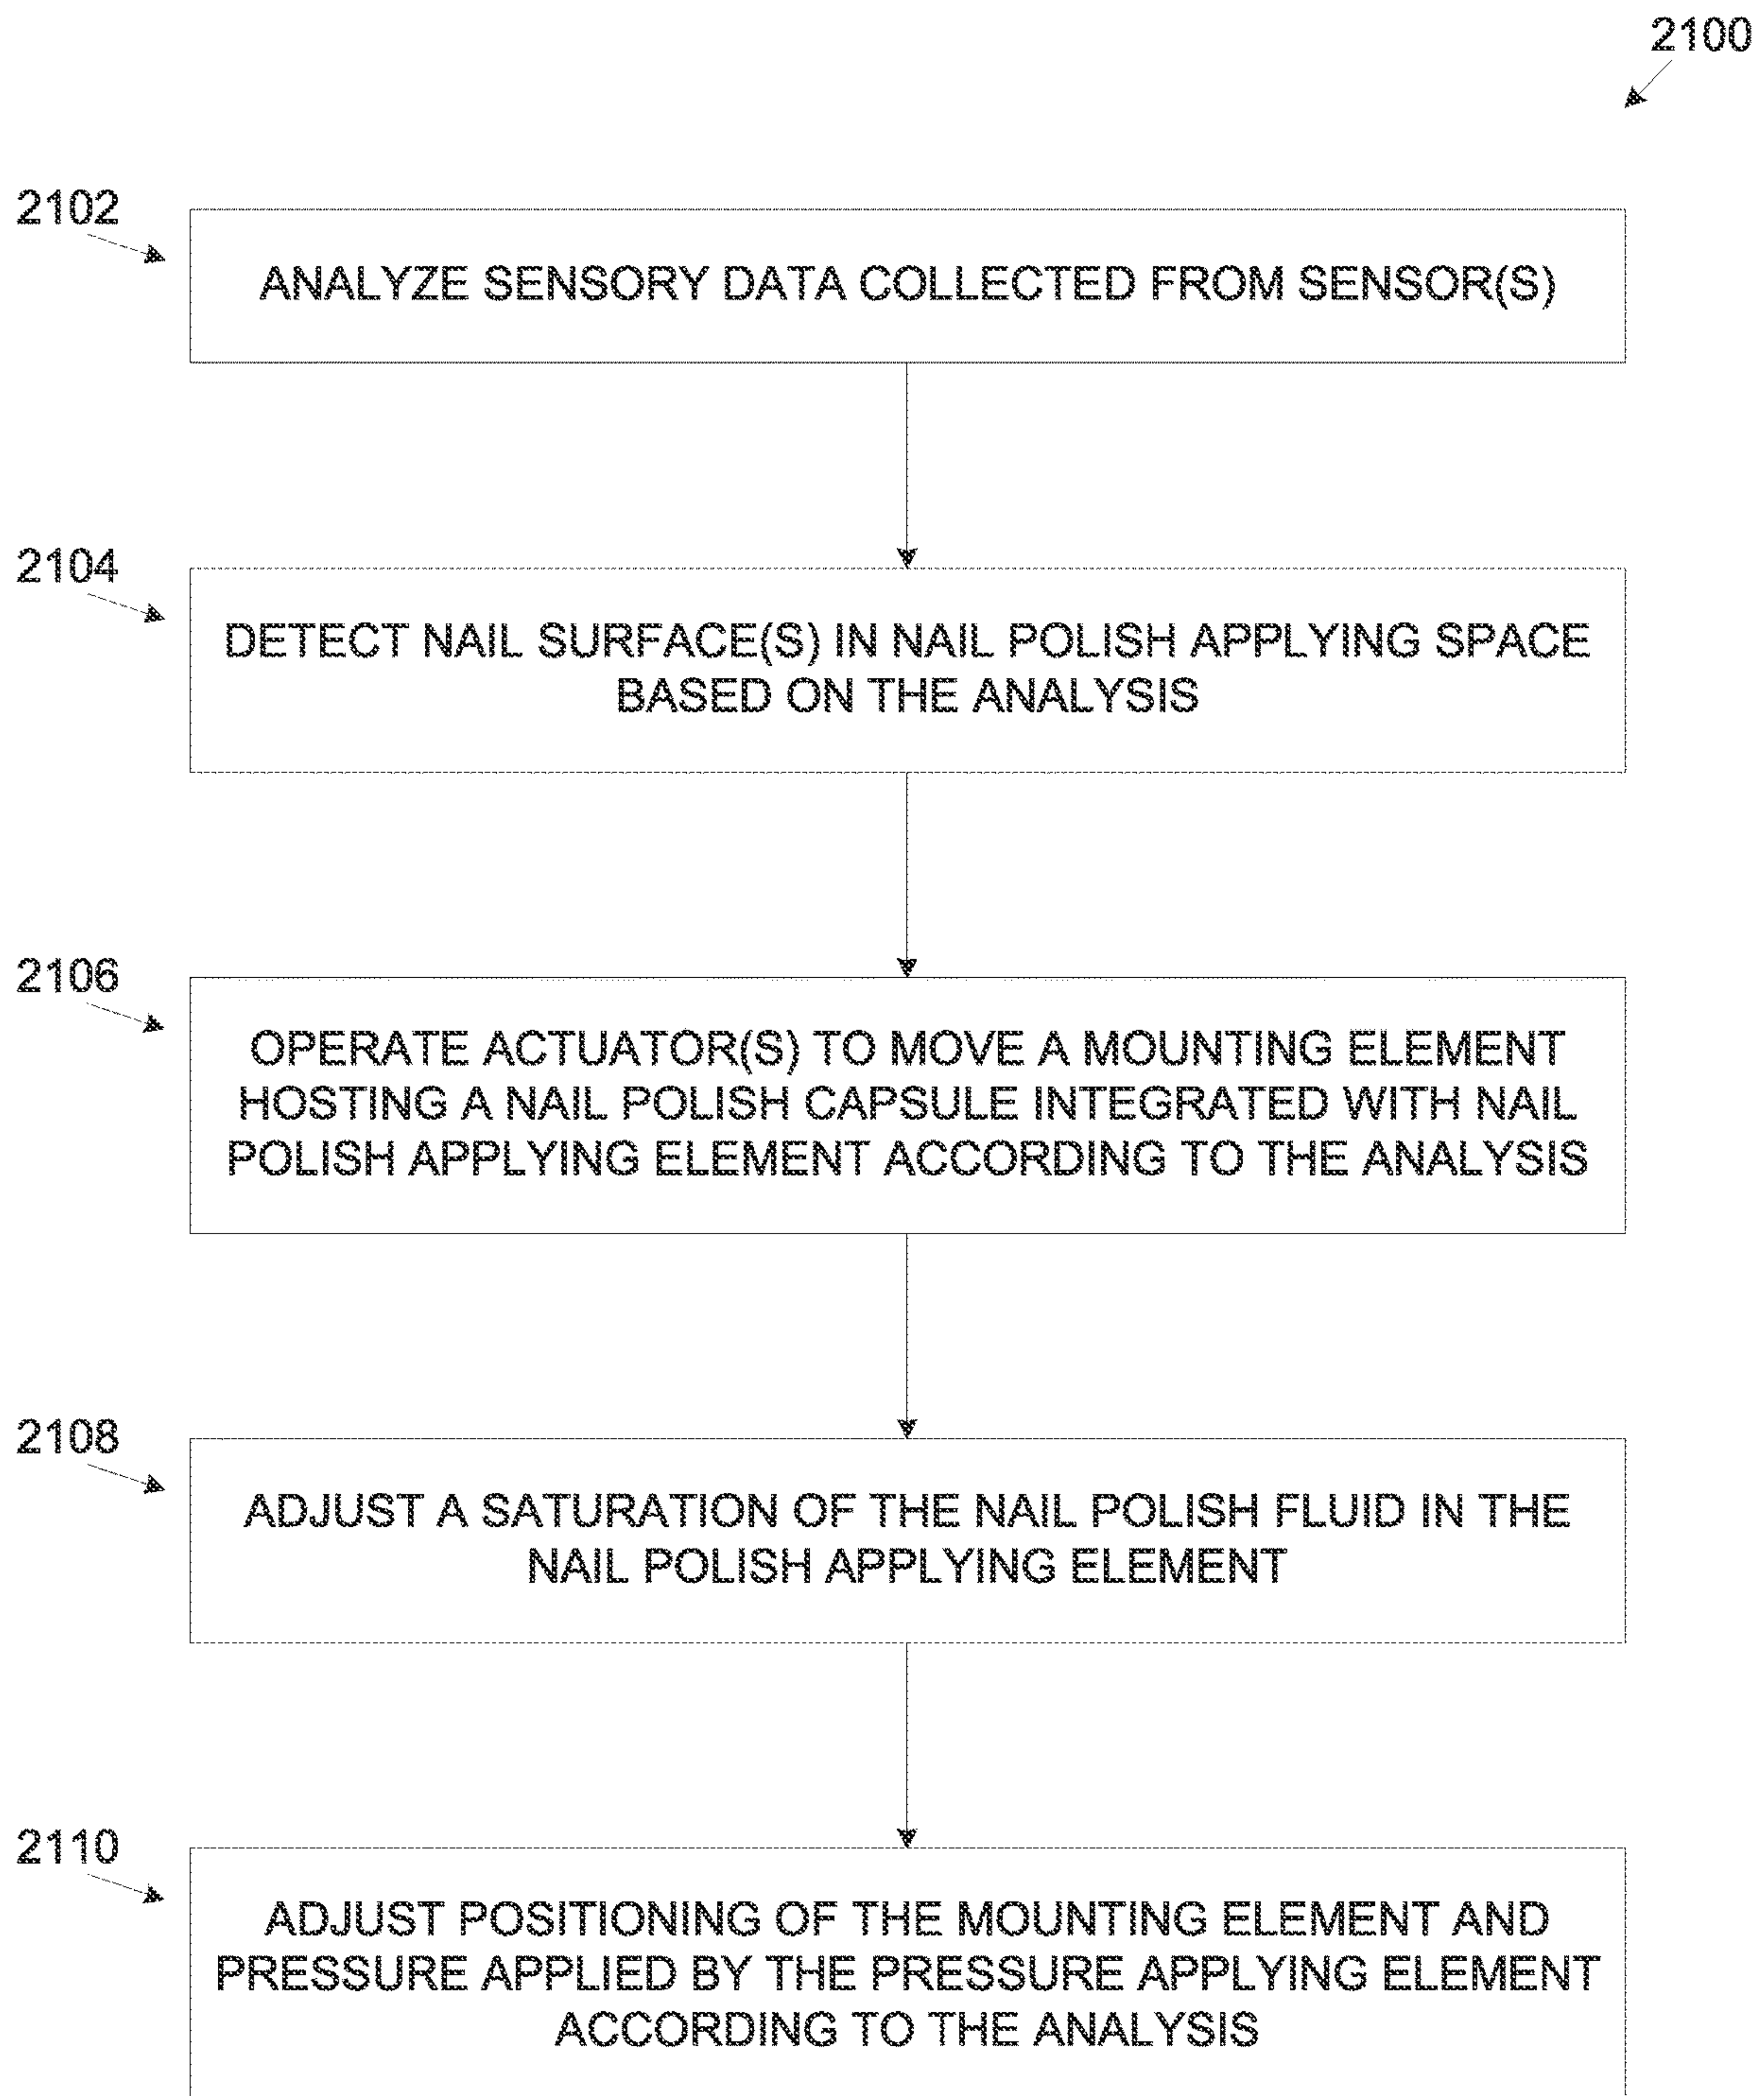 2100
2102
ANALYZE SENSORY DATA COLLECTED FROM SENSOR(S)
2104
DETECT NAIL SURFACE(S) IN NAIL POLISH APPLYING SPACE
BASED ON THE ANALYSIS
2106
OPERATE ACTUATOR(S) TO MOVE A MOUNTING ELEMENT
HOSTING A NAIL POLISH CAPSULE INTEGRATED WITH NAIL
POLISH APPLYING ELEMENT ACCORDING TO THE ANALYSIS
2108
ADJUST A SATURATION OF THE NAIL POLISH FLUID IN THE
NAIL POLISH APPLYING ELEMENT
2110
ADJUST POSITIONING OF THE MOUNTING ELEMENT AND
PRESSURE APPLIED BY THE PRESSURE APPLYING ELEMENT
ACCORDING TO THE ANALYSIS